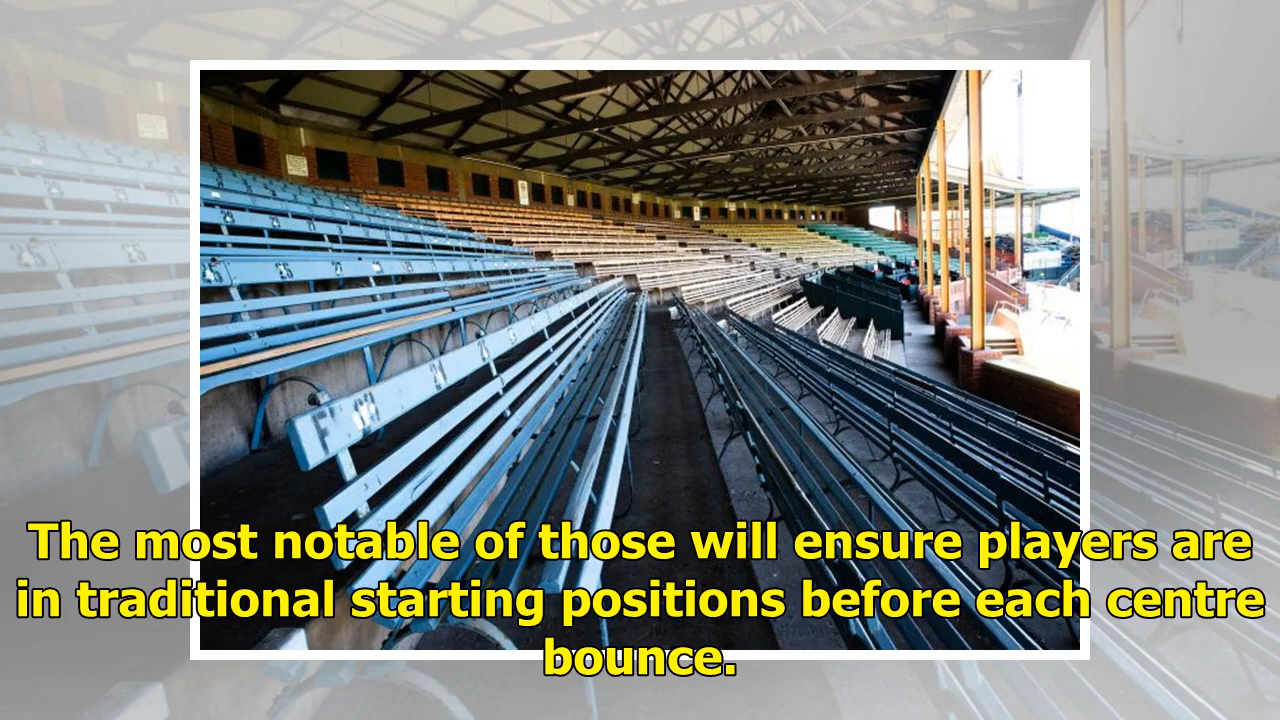 The most notable of those will ensure players are
in traditional starting positions before each centre
bounce.